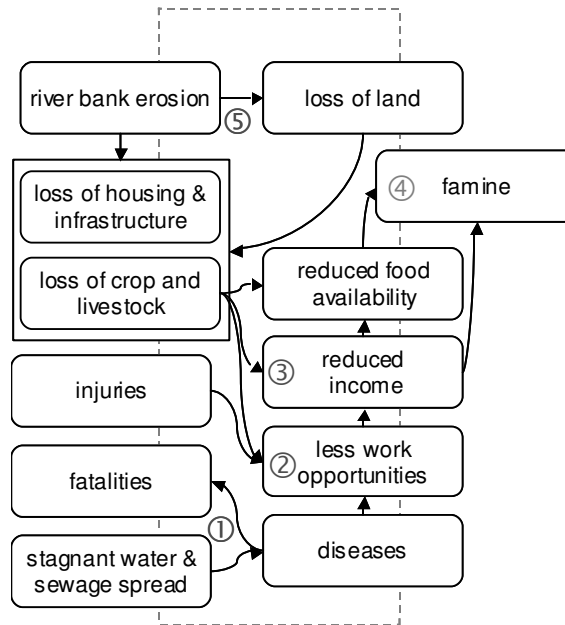 river bank erosion
⑤
loss of land
loss of housing &
infrastructure
④
famine
loss of crop and
livestock
reduced food
availability
injuries
③
reduced
income
fatalities
②
less work
opportunities
①
stagnant water &
sewage spread
diseases